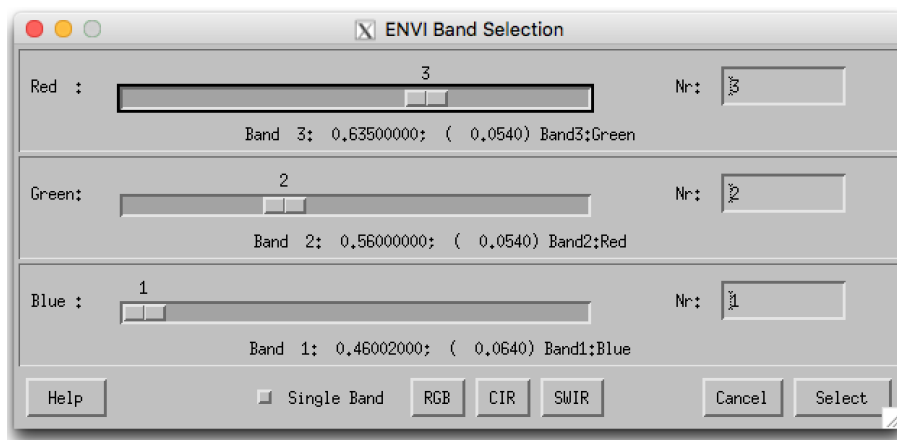 ENVI Band Selection
3
Red : Nr: 3
Band 3: 0.63500000; ( 0.0540) Band3:Green
2
Green: Nr: 2
Band 2: 0.56000000; ( 0.0540) Band2:Red
1
Blue : Nr: 1
Band 1: 0.46002000; ( 0.0640) Band1:Blue
Help Single Band RGB CIR SWIR Cancel Select